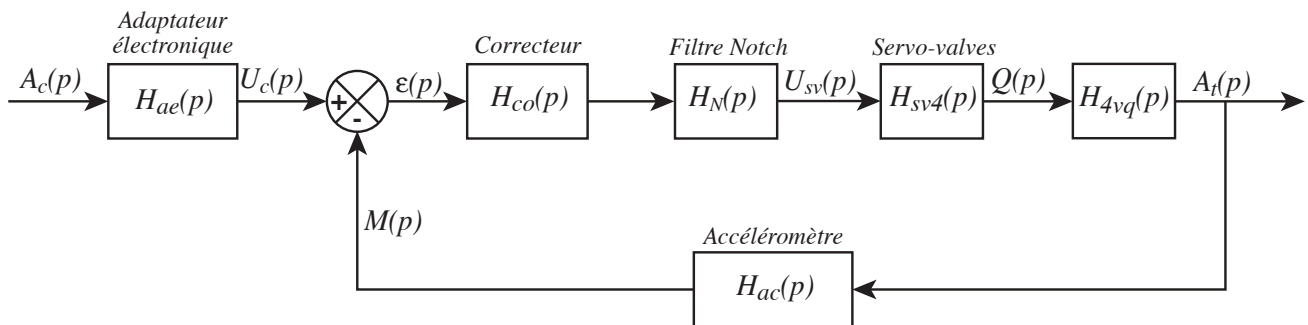 Adaptateur
électronique
Correcteur
Filtre Notch
Servo-valves
A_c(p)
H_ae(p)
U_c(p)
+
-
ε(p)
H_co(p)
H_N(p)
U_sv(p)
H_sv4(p)
Q(p)
H_4vq(p)
A_t(p)
M(p)
Accéléromètre
H_ac(p)